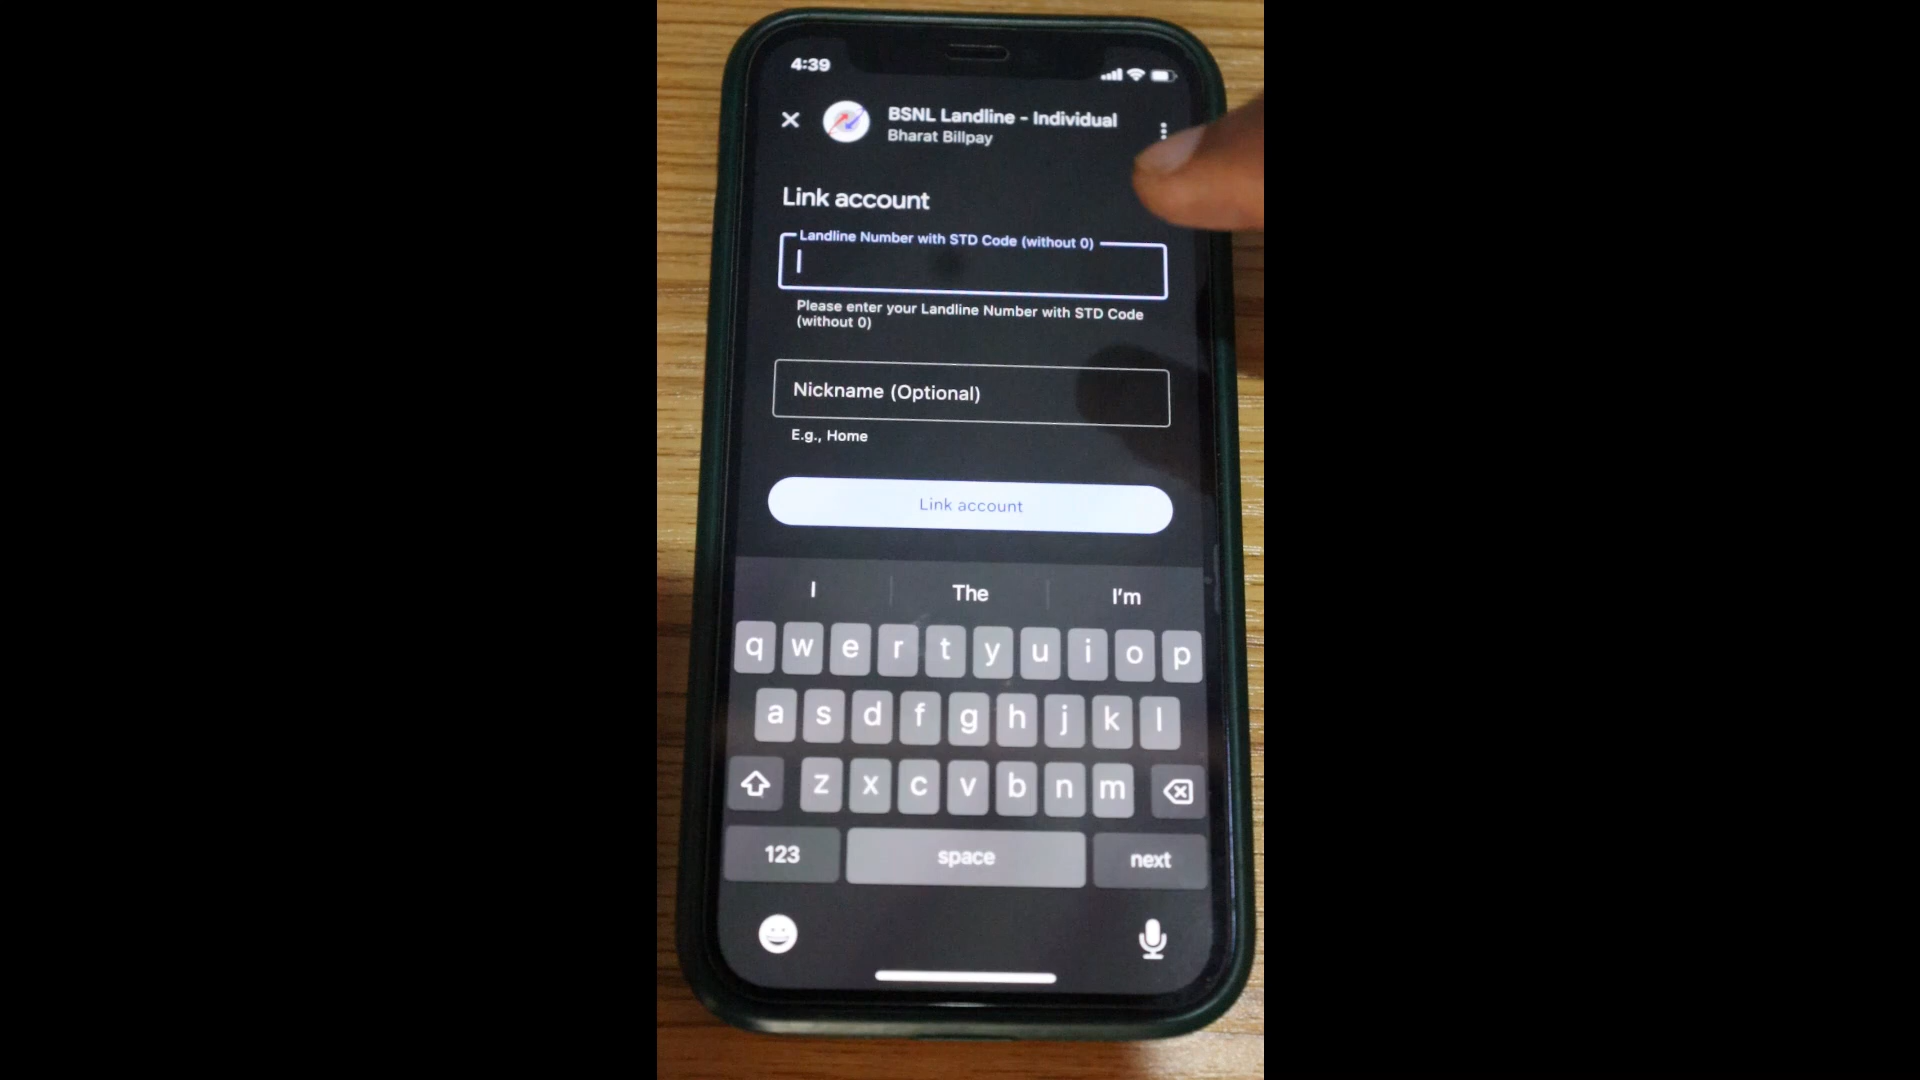 4:39
BSNL Landline - Individual
Bharat Billpay
Link account
Landline Number with STD Code (without 0)
Please enter your Landline Number with STD Code
(without 0)
Nickname (Optional)
E.g., Home
Link account
I The I'm
q w e r t y u i o p
a s d f g h j k l
z x c v b n m
123 space next